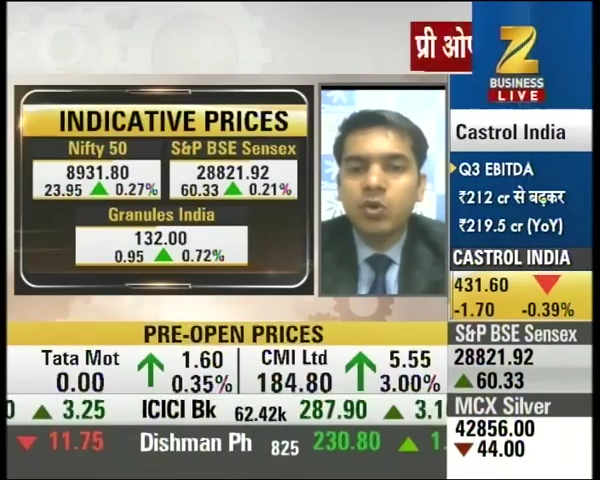 प्री ओप
Z
BUSINESS
LIVE
INDICATIVE PRICES
Nifty 50
8931.80
23.95 0.27%
S&P BSE Sensex
28821.92
60.33 0.21%
Granules India
132.00
0.95 0.72%
Castrol India
Q3 EBITDA
₹212 cr से बढ़कर
₹219.5 cr (YoY)
CASTROL INDIA
431.60
-1.70 -0.39%
S&P BSE Sensex
28821.92
60.33
MCX Silver
42856.00
44.00
PRE-OPEN PRICES
Tata Mot 1.60
0.00 0.35%
CMI Ltd 5.55
184.80 3.00%
0 3.25 ICICI Bk 62.42k 287.90 3.1
11.75 Dishman Ph 825 230.80 1.